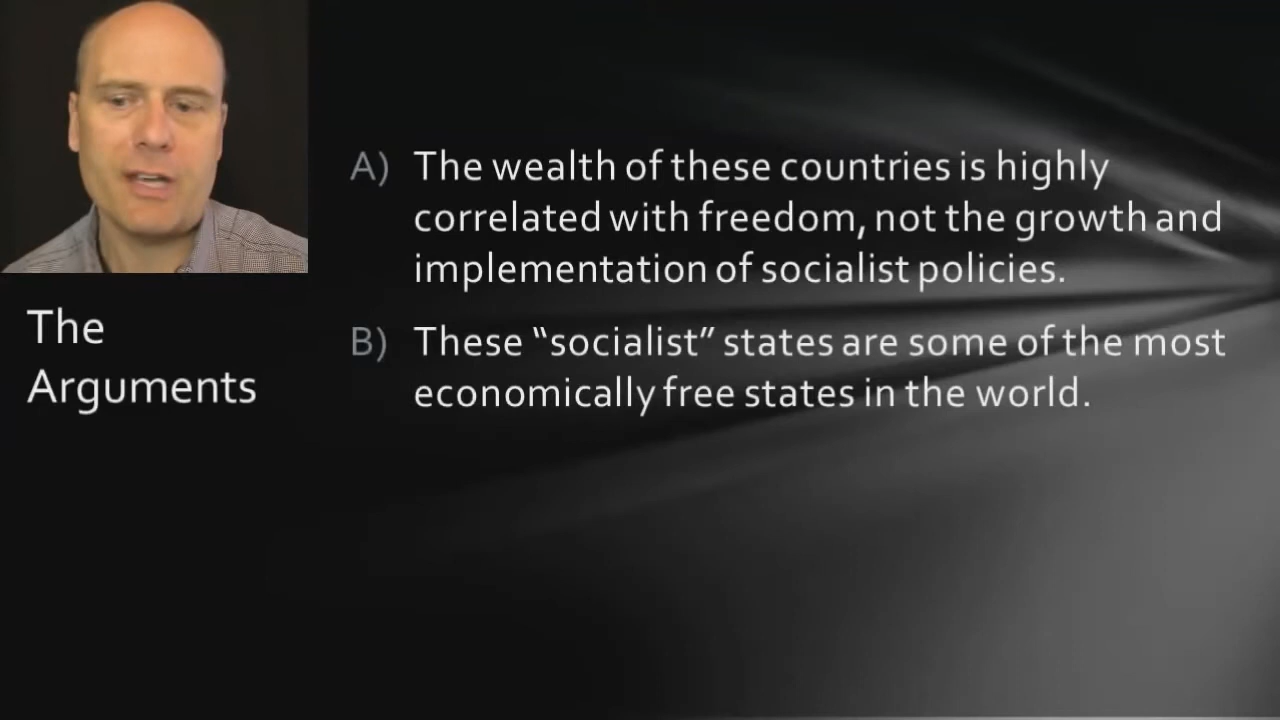 The
Arguments
A) The wealth of these countries is highly
correlated with freedom, not the growth and
implementation of socialist policies.
B) These “socialist” states are some of the most
economically free states in the world.